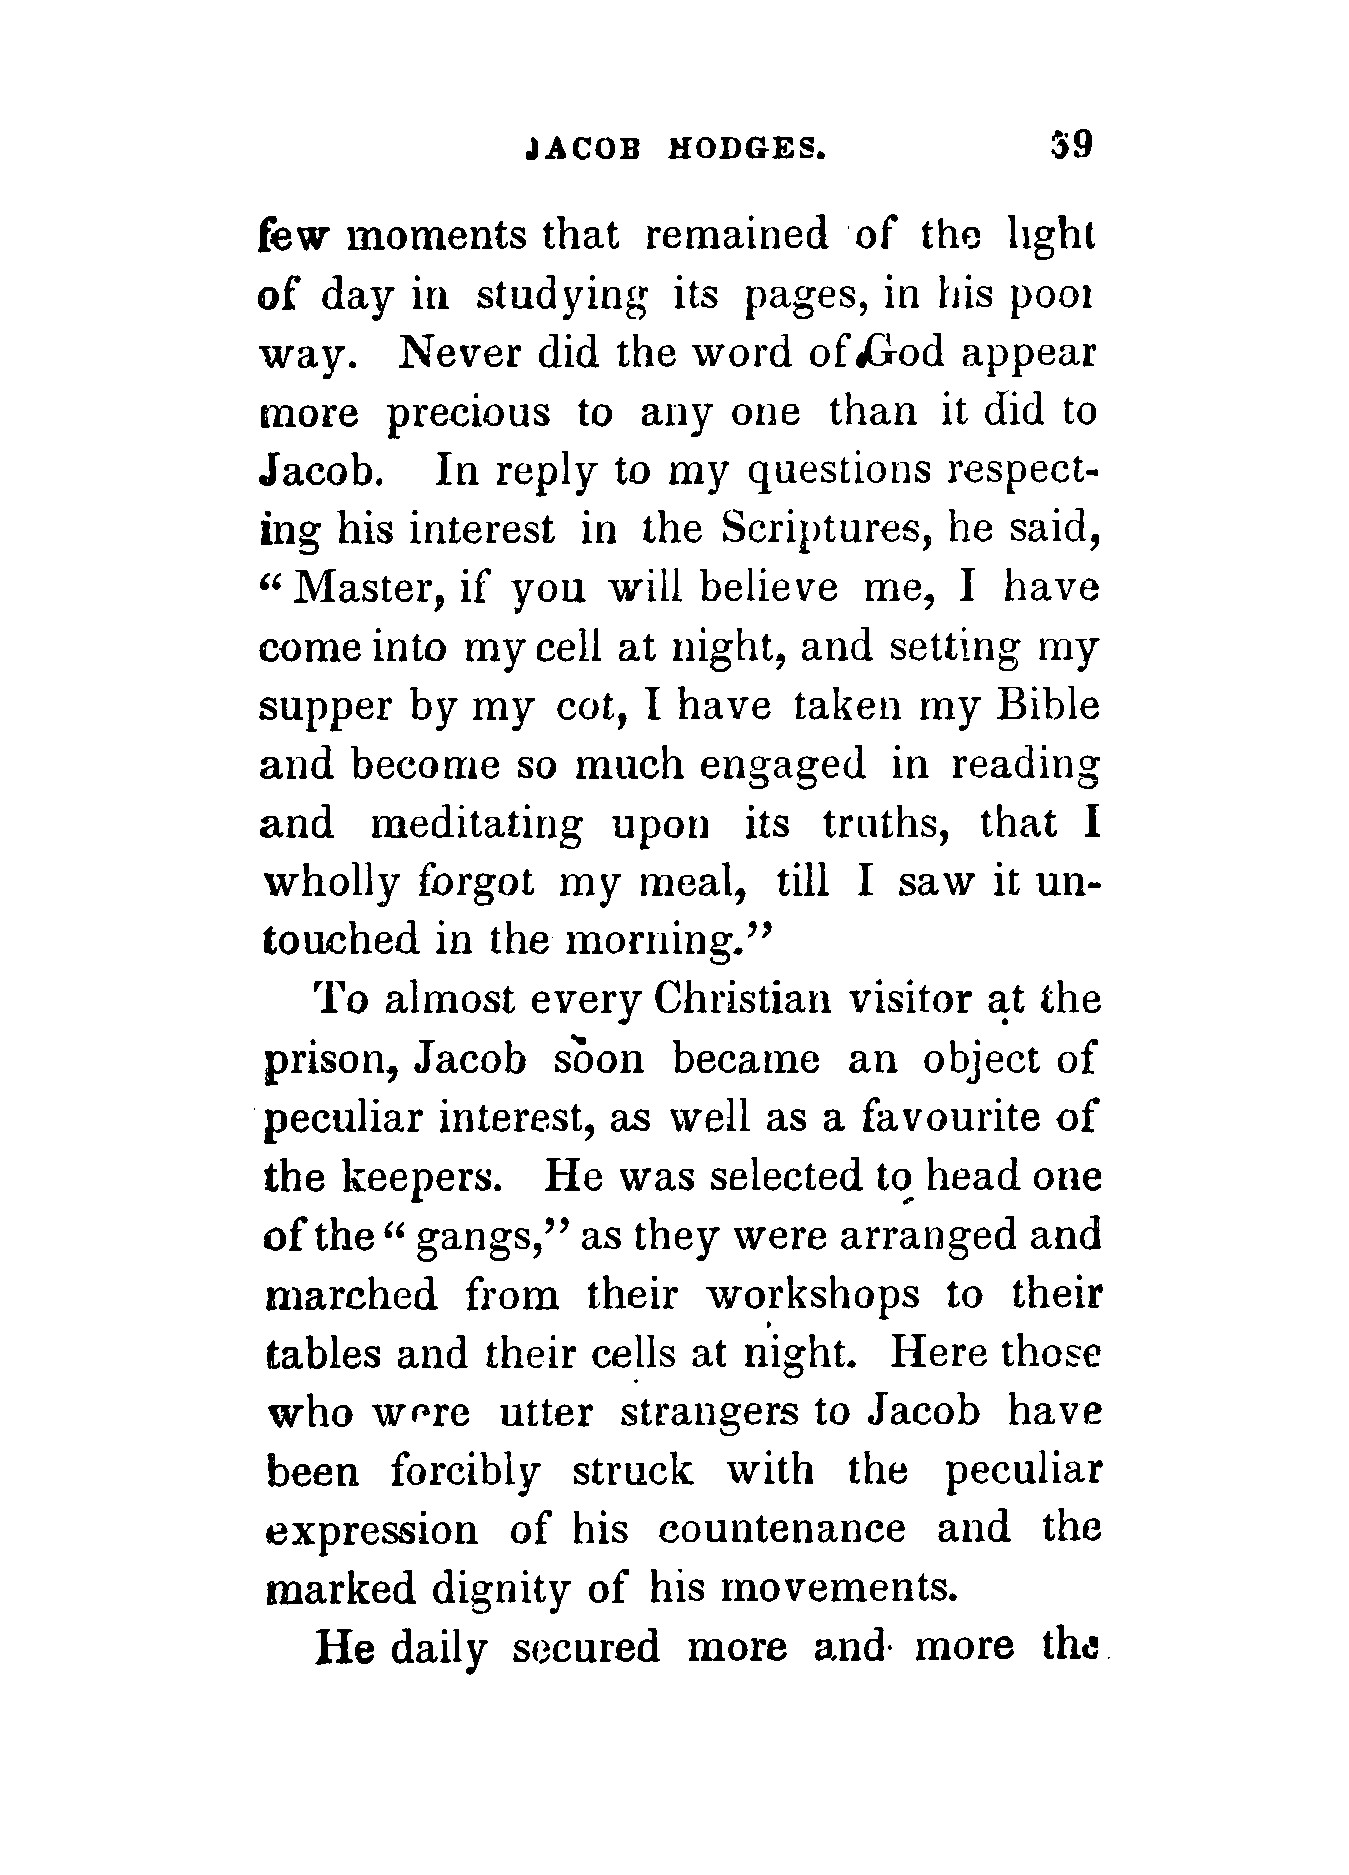 JACOB HODGES. 39
few moments that remained of the light
of day in studying its pages, in his poor
way. Never did the word of God appear
more precious to any one than it did to
Jacob. In reply to my questions respect-
ing his interest in the Scriptures, he said,
“ Master, if you will believe me, I have
come into my cell at night, and setting my
supper by my cot, I have taken my Bible
and become so much engaged in reading
and meditating upon its truths, that I
wholly forgot my meal, till I saw it un-
touched in the morning.”
To almost every Christian visitor at the
prison, Jacob soon became an object of
peculiar interest, as well as a favourite of
the keepers. He was selected to head one
of the “ gangs,” as they were arranged and
marched from their workshops to their
tables and their cells at night. Here those
who were utter strangers to Jacob have
been forcibly struck with the peculiar
expression of his countenance and the
marked dignity of his movements.
He daily secured more and more the